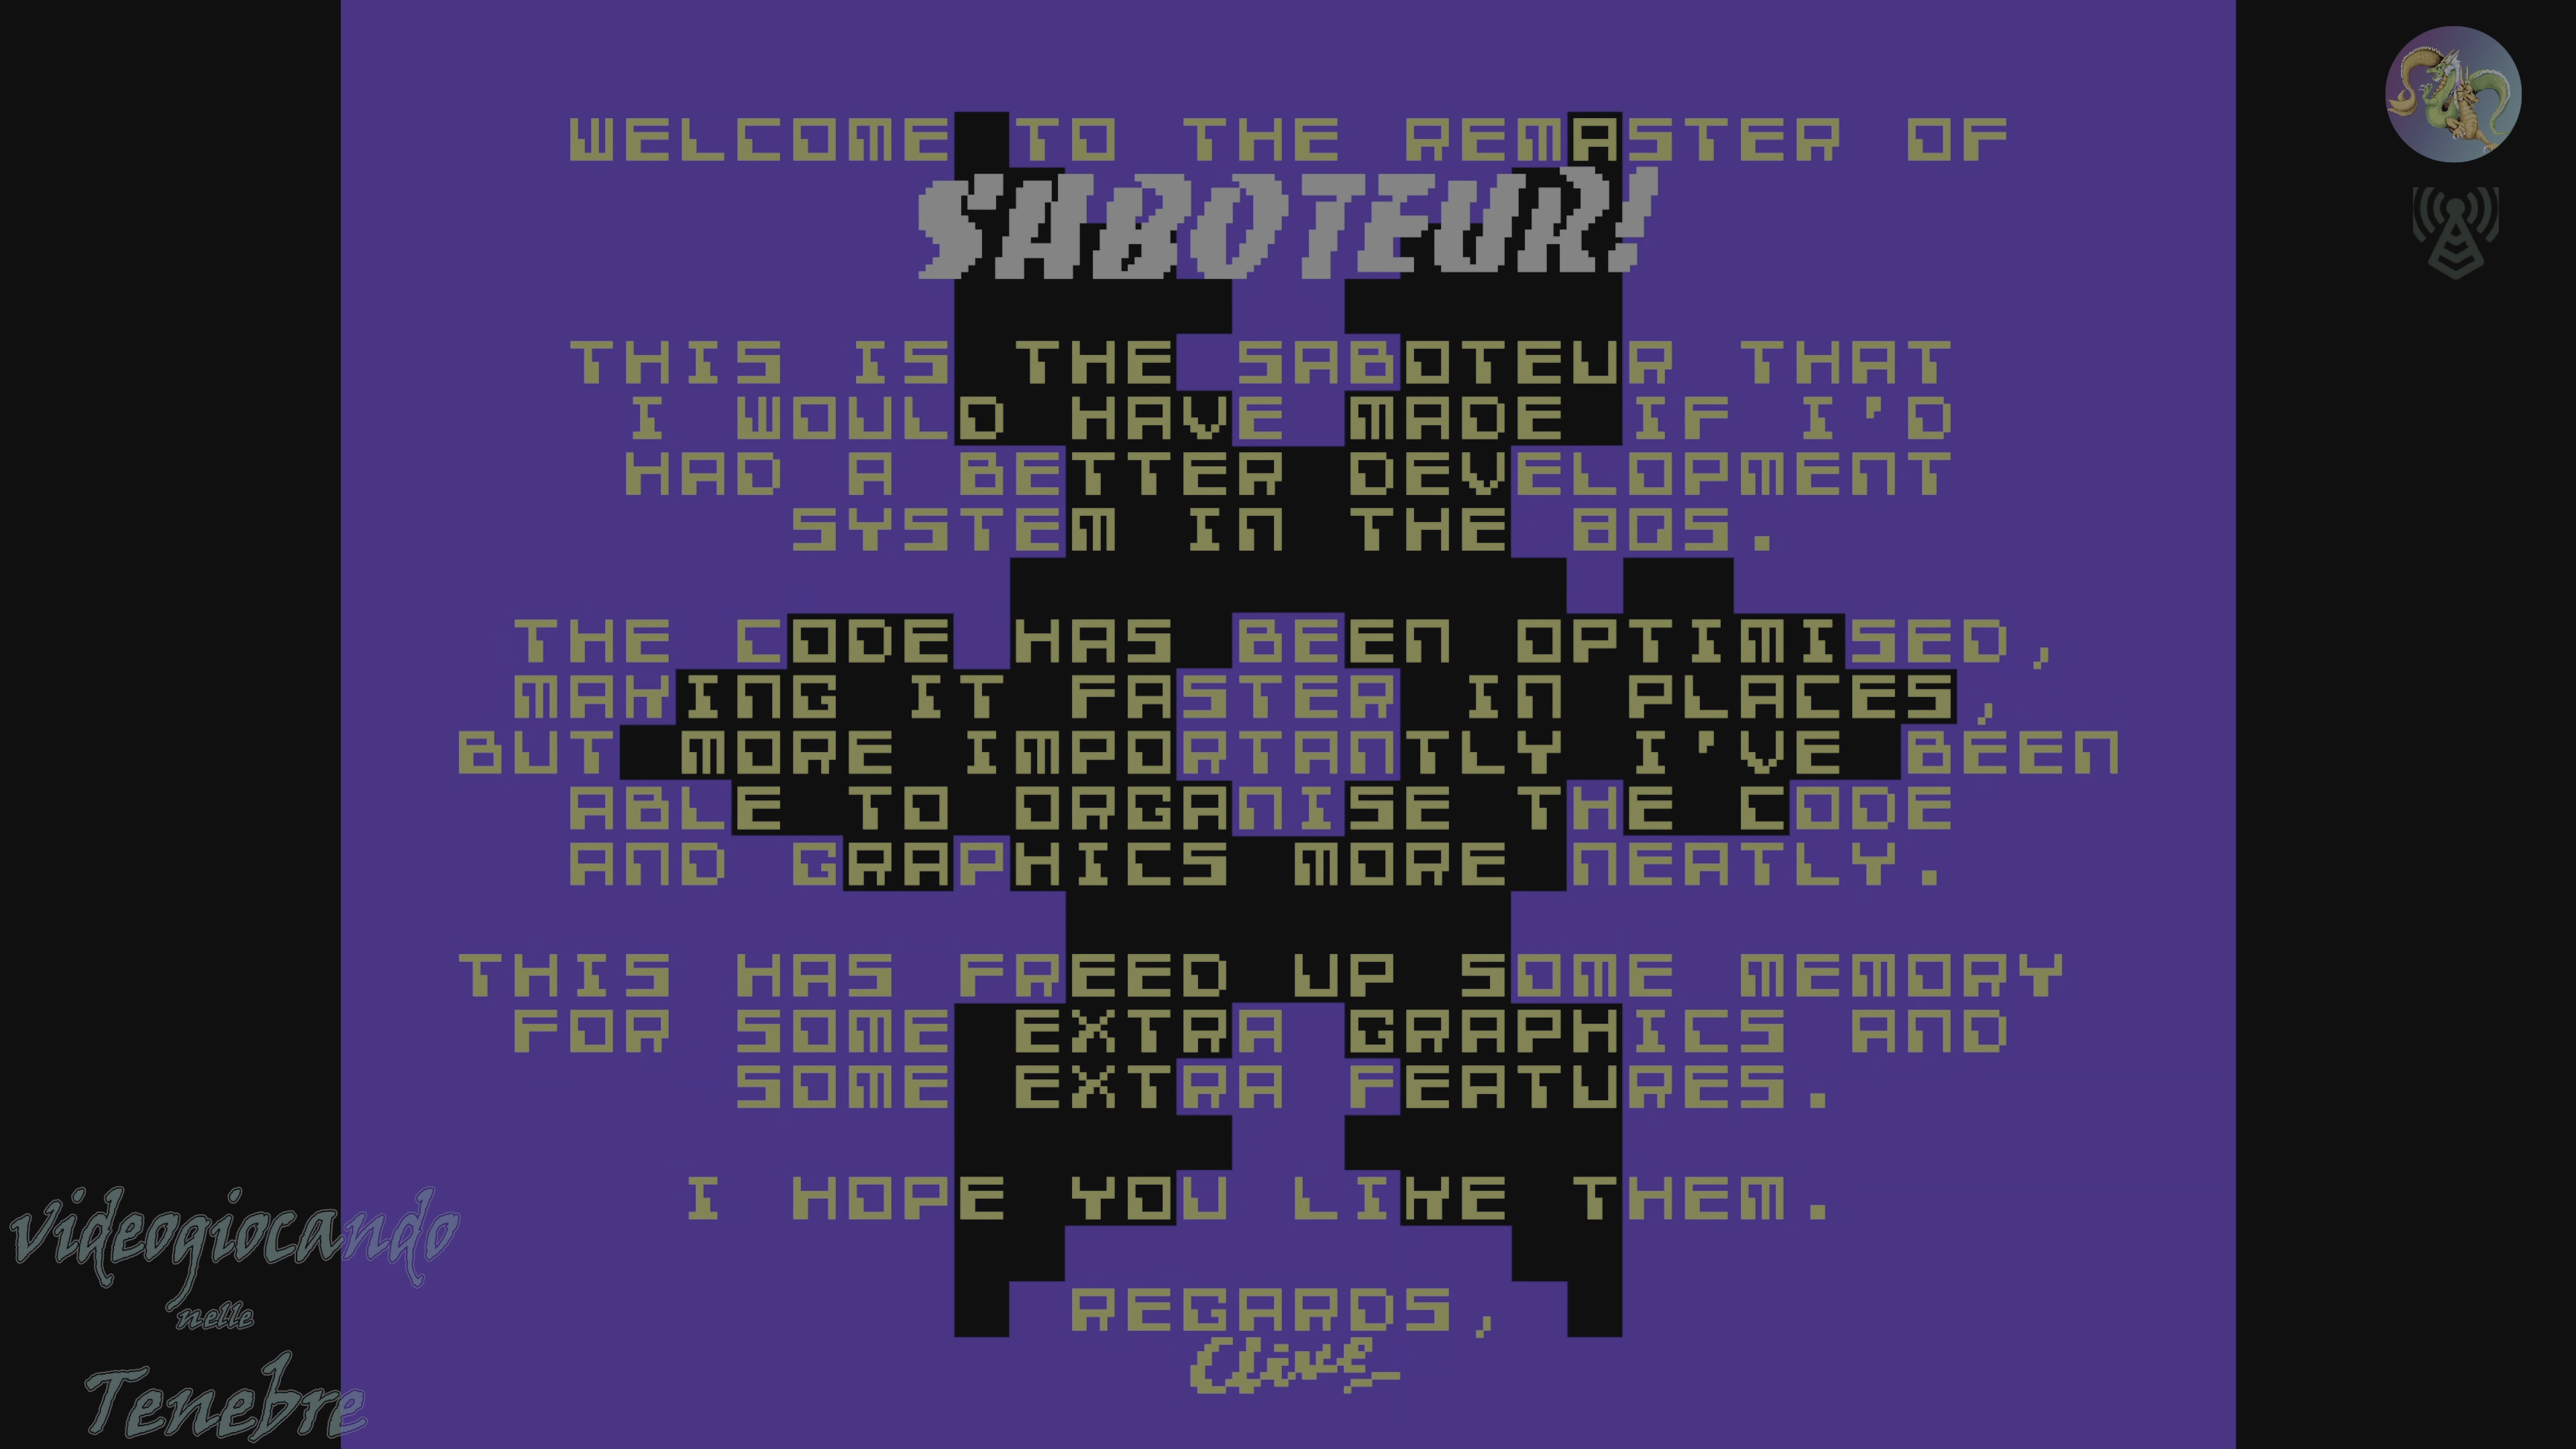 WELCOME TO THE REMASTER OF
SABOTEUR!
THIS IS THE SABOTEUR THAT
I WOULD HAVE MADE IF I'D
HAD A BETTER DEVELOPMENT
SYSTEM IN THE 80S.
THE CODE HAS BEEN OPTIMISED,
MAKING IT FASTER IN PLACES,
BUT MORE IMPORTANTLY I'VE BEEN
ABLE TO ORGANISE THE CODE
AND GRAPHICS MORE NEATLY.
THIS HAS FREED UP SOME MEMORY
FOR SOME EXTRA GRAPHICS AND
SOME EXTRA FEATURES.
I HOPE YOU LIKE THEM.
REGARDS,
Clive
videogiocando
nelle
Tenebre